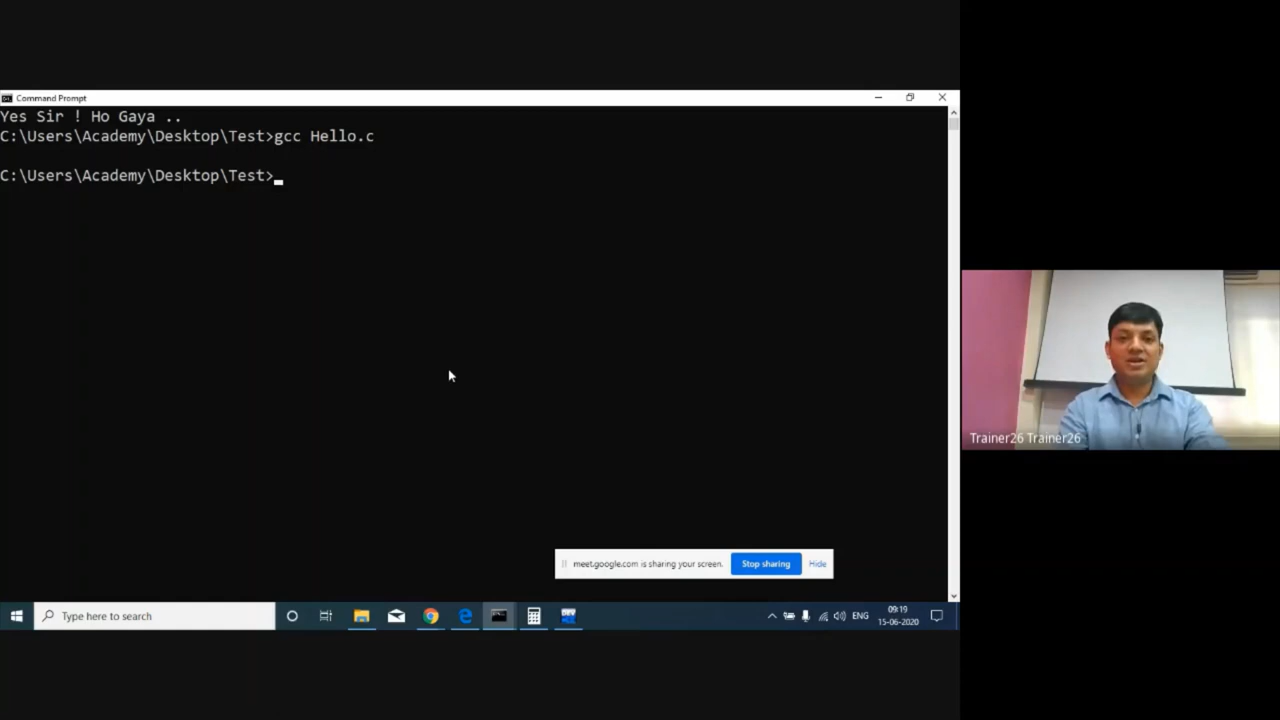 Command Prompt
Yes Sir ! Ho Gaya ..
C:\Users\Academy\Desktop\Test>gcc Hello.c
C:\Users\Academy\Desktop\Test>
Trainer26 Trainer26
meet.google.com is sharing your screen.
Stop sharing
Hide
Type here to search
ENG
09:19
15-06-2020